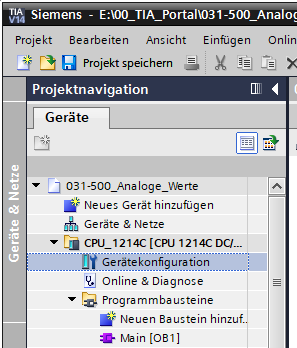 TIA
V14
Siemens - E:\00_TIA_Portal\031-500_Analoge
Projekt Bearbeiten Ansicht Einfügen Onlin
Projekt speichern
Projektnavigation
Geräte
Geräte & Netze
031-500_Analoge_Werte
Neues Gerät hinzufügen
Geräte & Netze
CPU_1214C [CPU 1214C DC/...
Gerätekonfiguration
Online & Diagnose
Programmbausteine
Neuen Baustein hinzuf...
Main [OB1]